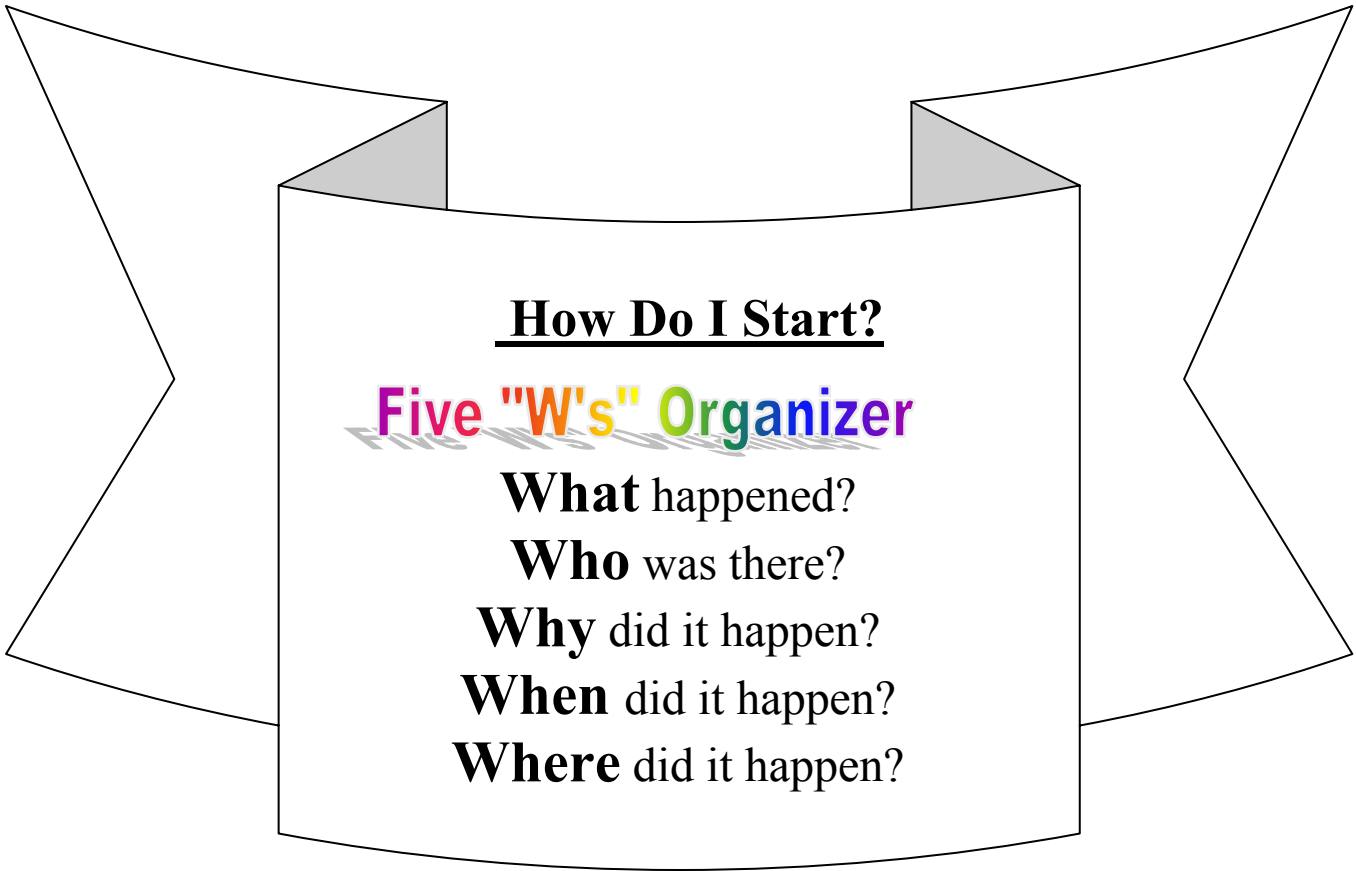 How Do I Start?
Five "W's" Organizer
What happened?
Who was there?
Why did it happen?
When did it happen?
Where did it happen?